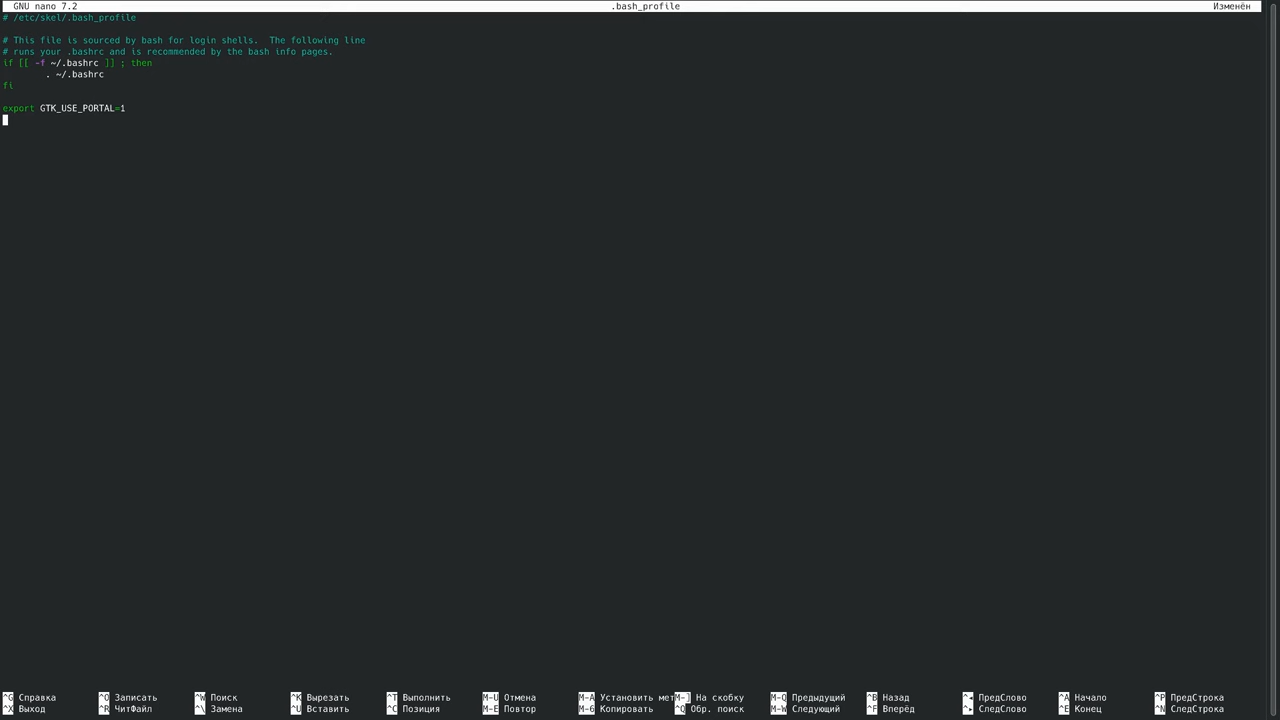 GNU nano 7.2 .bash_profile Изменён
# /etc/skel/.bash_profile
# This file is sourced by bash for login shells.  The following line
# runs your .bashrc and is recommended by the bash info pages.
if [[ -f ~/.bashrc ]] ; then
        . ~/.bashrc
fi
export GTK_USE_PORTAL=1
^G Справка ^O Записать ^W Поиск ^K Вырезать ^T Выполнить M-U Отмена M-A Установить метM-] На скобку M-Q Предыдущий ^B Назад ^◂ ПредСлово ^A Начало ^P ПредСтрока
^X Выход ^R ЧитФайл ^\ Замена ^U Вставить ^C Позиция M-E Повтор M-6 Копировать ^Q Обр. поиск M-W Следующий ^F Вперёд ^▸ СледСлово ^E Конец ^N СледСтрока